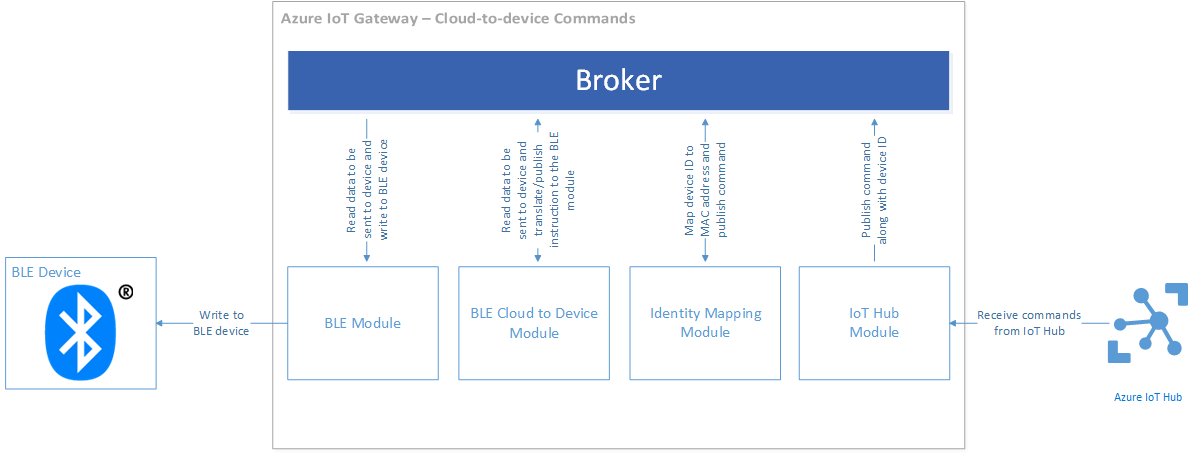 Azure IoT Gateway – Cloud-to-device Commands
Broker
Read data to be
sent to device and
write to BLE device
Read data to be
sent to device and
translate/publish
instruction to the BLE
module
Map device ID to
MAC address and
publish command
Publish command
along with device ID
BLE Device
®
Write to
BLE device
BLE Module
BLE Cloud to Device
Module
Identity Mapping
Module
IoT Hub
Module
Receive commands
from IoT Hub
Azure IoT Hub